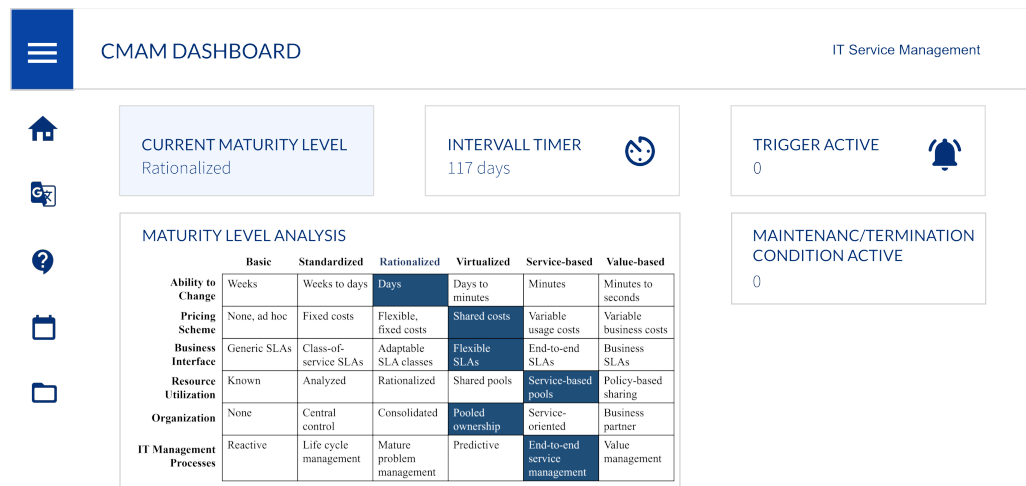 CMAM DASHBOARD
IT Service Management
CURRENT MATURITY LEVEL
Rationalized
INTERVALL TIMER
117 days
TRIGGER ACTIVE
0
G
MATURITY LEVEL ANALYSIS
Basic Standardized Rationalized Virtualized Service-based Value-based
Ability to Change Weeks Weeks to days Days Days to minutes Minutes Minutes to seconds
Pricing Scheme None, ad hoc Fixed costs Flexible, fixed costs Shared costs Variable usage costs Variable business costs
Business Interface Generic SLAs Class-of-service SLAs Adaptable SLA classes Flexible SLAs End-to-end SLAs Business SLAs
Resource Utilization Known Analyzed Rationalized Shared pools Service-based pools Policy-based sharing
Organization None Central control Consolidated Pooled ownership Service-oriented Business partner
IT Management Processes Reactive Life cycle management Mature problem management Predictive End-to-end service management Value management
MAINTENANC/TERMINATION
CONDITION ACTIVE
0